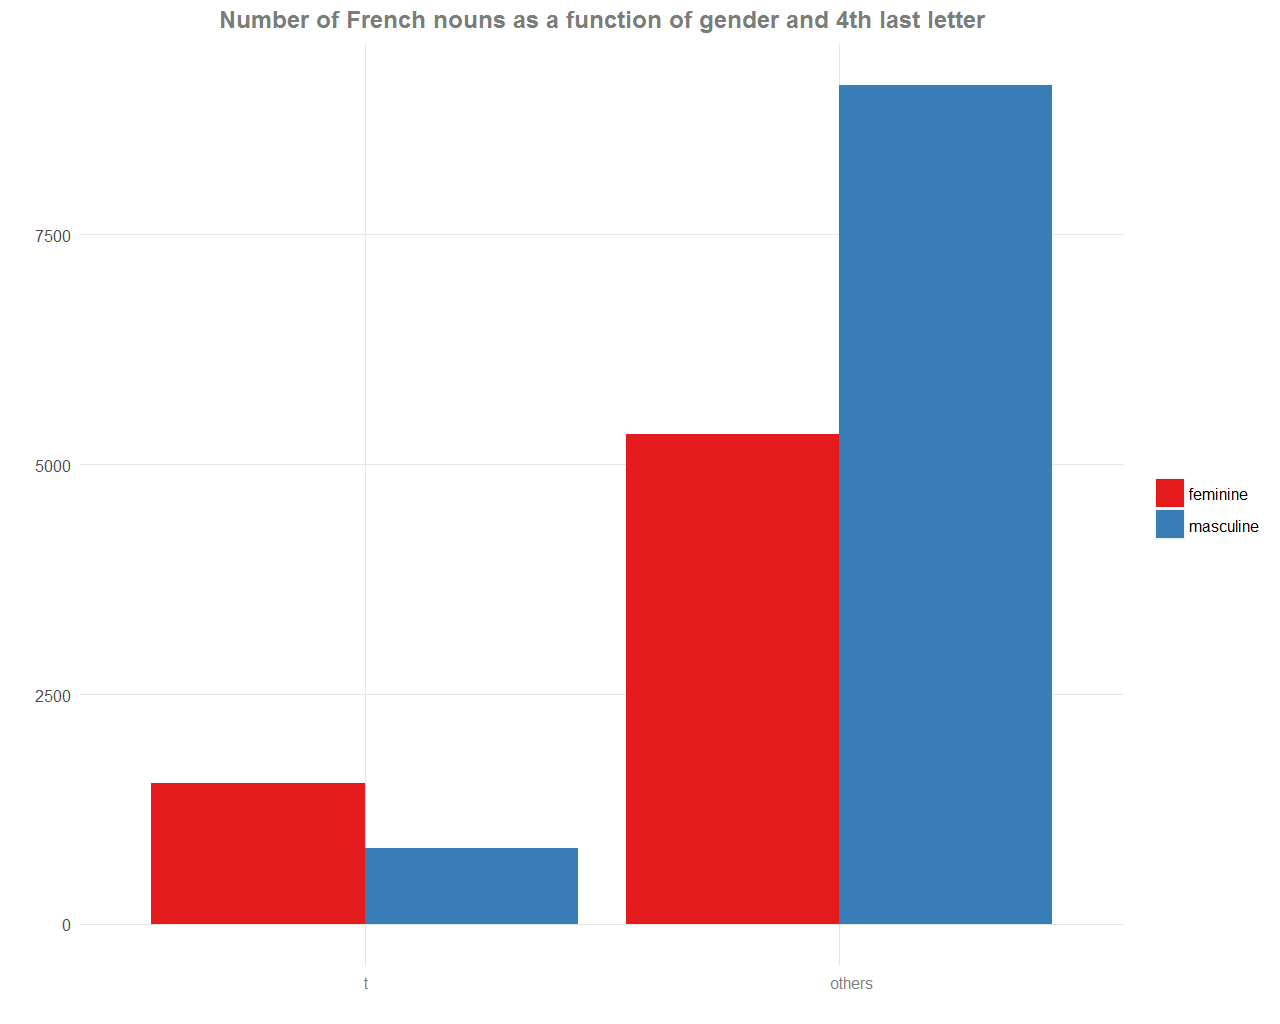 Number of French nouns as a function of gender and 4th last letter
7500
5000
2500
0
t
others
feminine
masculine